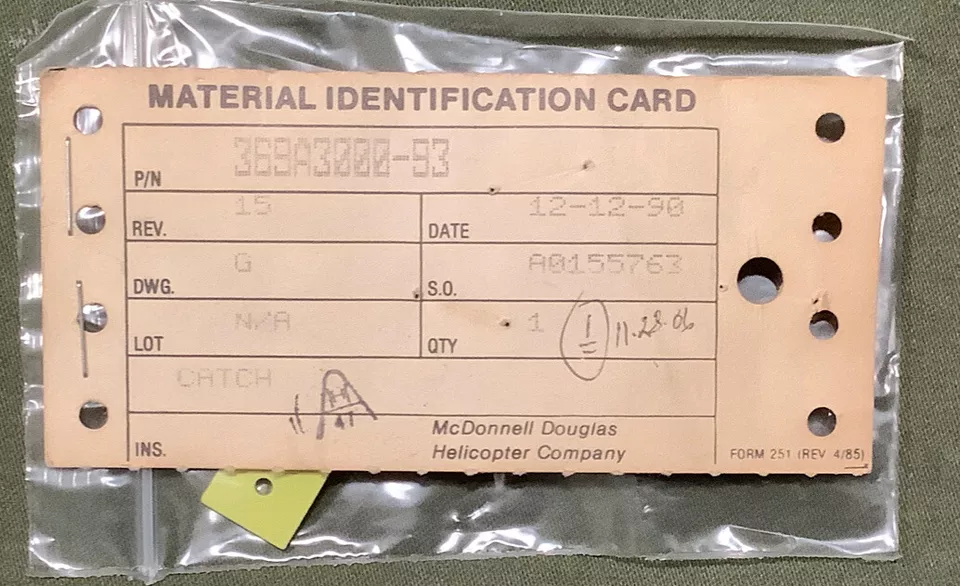 MATERIAL IDENTIFICATION CARD
P/N 369A3000-93
REV. 15 DATE 12-12-90
DWG. G S.O. A0155763
LOT N/A QTY 1 1 11.28.06
CATCH
INS. McDonnell Douglas
Helicopter Company
FORM 251 (REV 4/85)